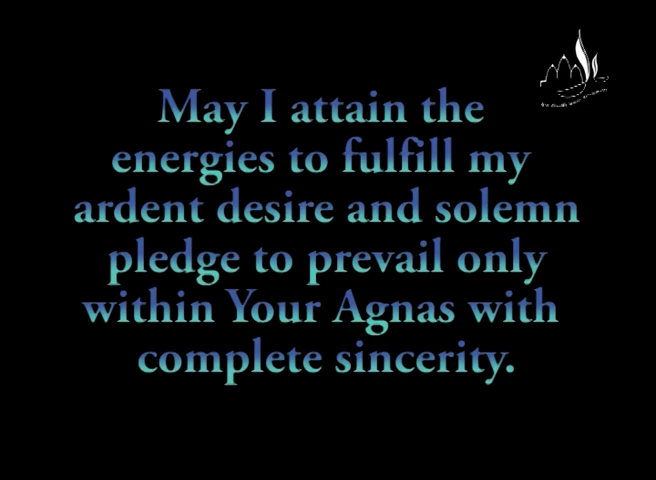 May I attain the
energies to fulfill my
ardent desire and solemn
pledge to prevail only
within Your Agnas with
complete sincerity.